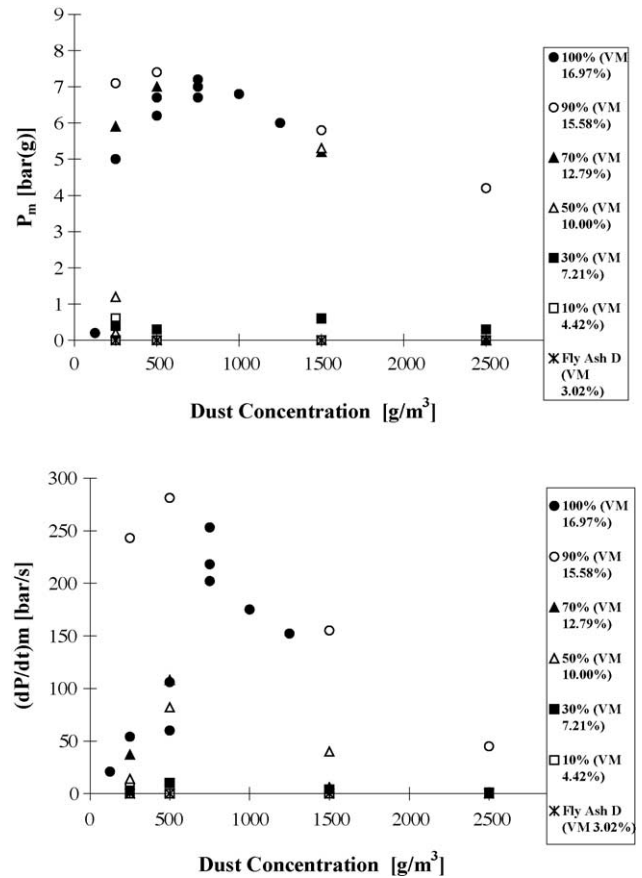 9
8
7
6
5
4
3
2
1
0
P_m [bar(g)]
0 500 1000 1500 2000 2500
Dust Concentration [g/m³]
100% (VM
16.97%)
90% (VM
15.58%)
70% (VM
12.79%)
50% (VM
10.00%)
30% (VM
7.21%)
10% (VM
4.42%)
Fly Ash D
(VM
3.02%)
300
250
200
150
100
50
0
(dP/dt)m [bar/s]
0 500 1000 1500 2000 2500
Dust Concentration [g/m³]
100% (VM
16.97%)
90% (VM
15.58%)
70% (VM
12.79%)
50% (VM
10.00%)
30% (VM
7.21%)
10% (VM
4.42%)
Fly Ash D
(VM 3.02%)